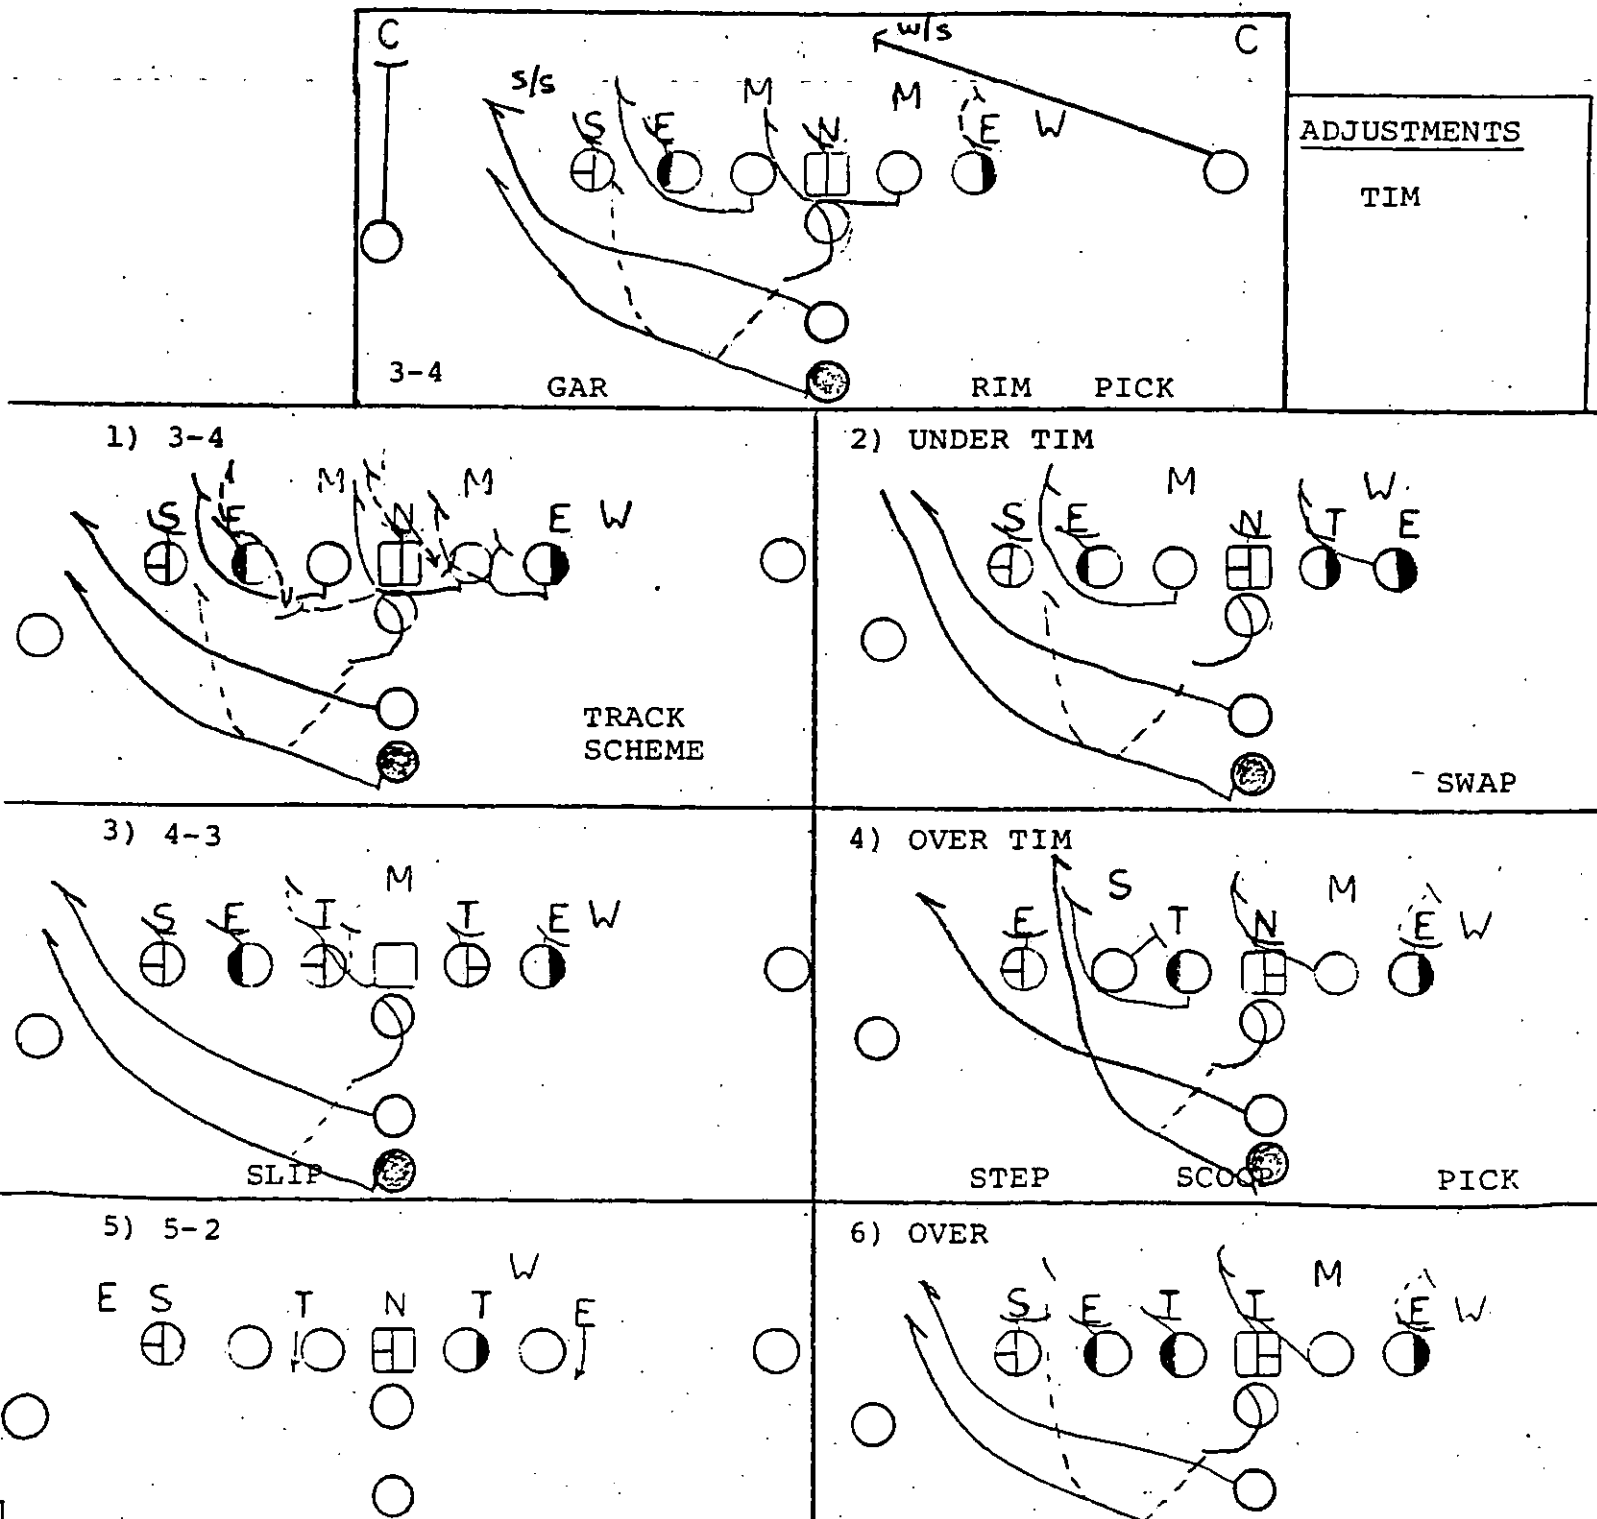 C
W/S
C
S/S
M
M
S
E
N
E
W
3-4
GAR
RIM
PICK
ADJUSTMENTS
TIM
1) 3-4
M
M
S
E
N
E
W
TRACK
SCHEME
2) UNDER TIM
M
W
S
E
N
T
E
SWAP
3) 4-3
M
S
E
T
T
E
W
SLIP
4) OVER TIM
S
M
E
T
N
E
W
STEP
SCOOP
PICK
5) 5-2
W
E
S
T
N
T
E
6) OVER
M
S
E
T
T
E
W